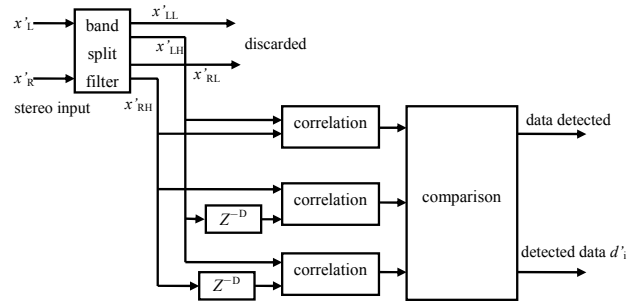 x'L
band
split
filter
x'LL
x'LH
discarded
x'R
x'RL
stereo input
x'RH
correlation
data detected
correlation
comparison
Z−D
detected data d'i
correlation
Z−D